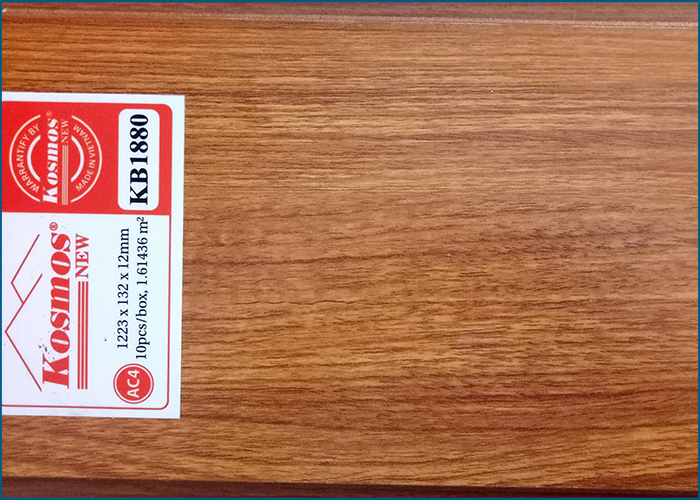 Kosmos®
NEW
1223 x 132 x 12mm
10pcs/box, 1.61436 m²
AC4
WARRANTIFY BY
Kosmos®
NEW
MADE IN VIETNAM
KB1880